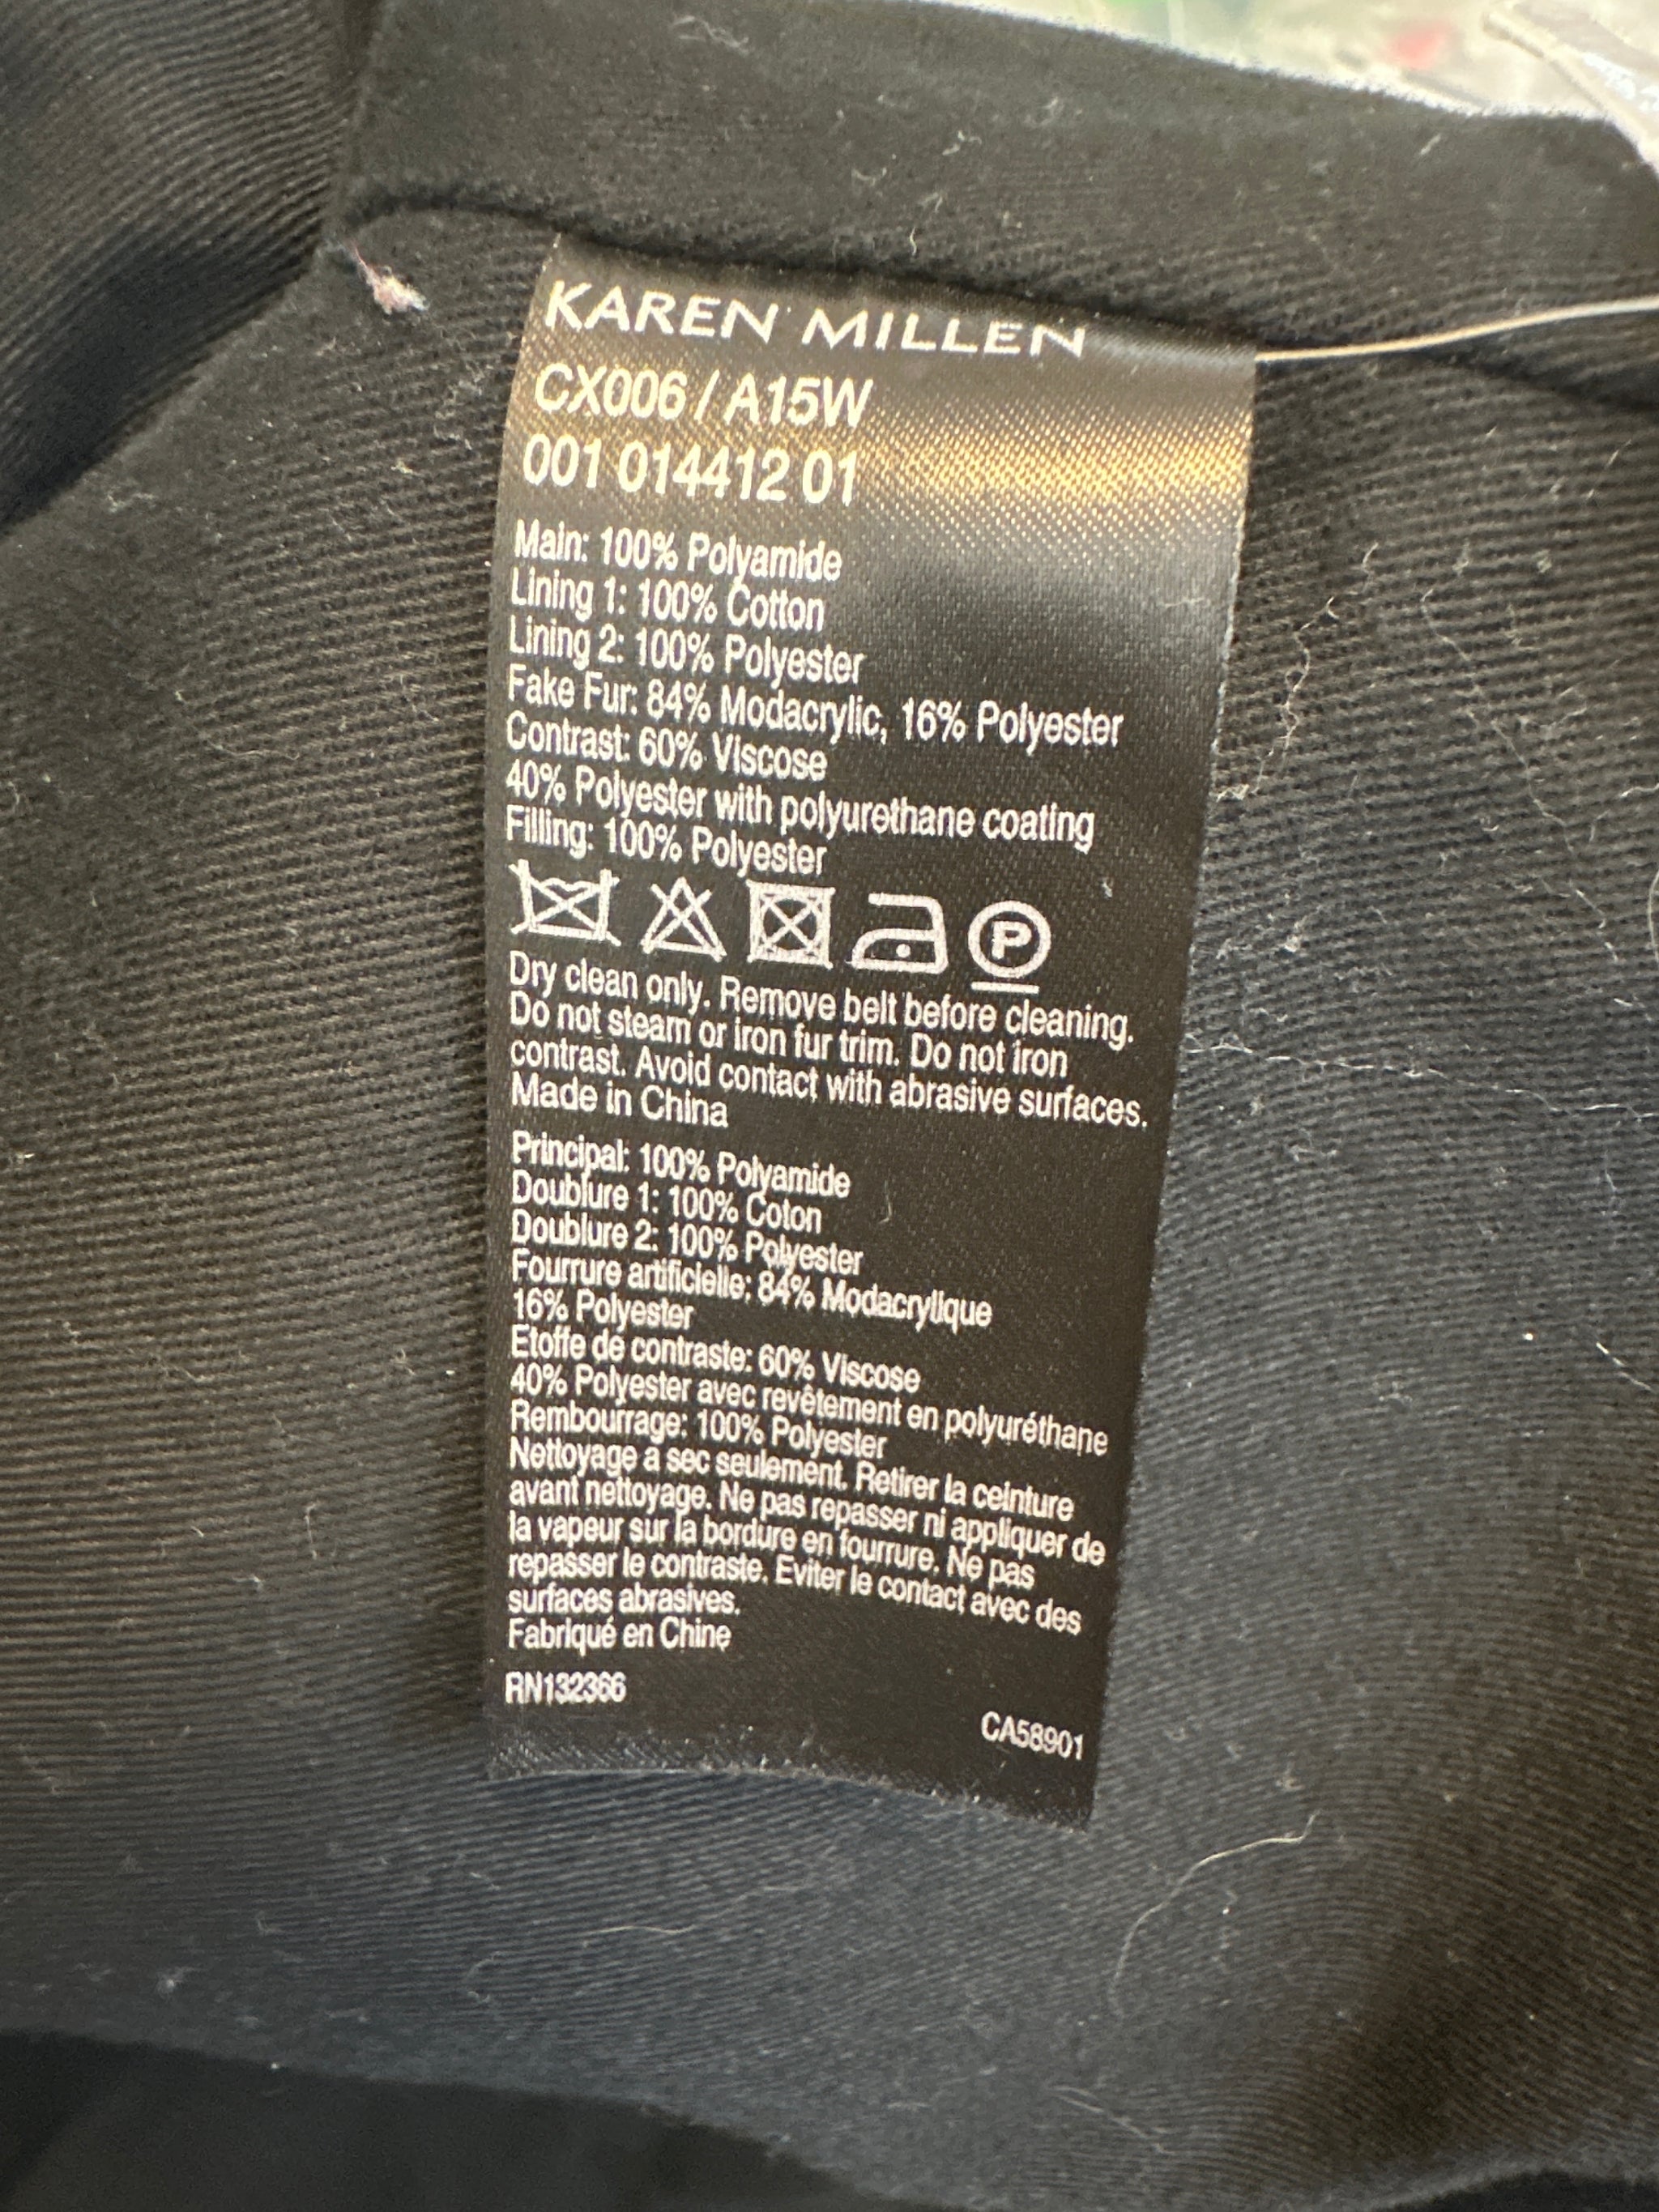 KAREN MILLEN
CX006 / A15W
001 014412 01
Main: 100% Polyamide
Lining 1: 100% Cotton
Lining 2: 100% Polyester
Fake Fur: 84% Modacrylic, 16% Polyester
Contrast: 60% Viscose
40% Polyester with polyurethane coating
Filling: 100% Polyester
P
Dry clean only. Remove belt before cleaning.
Do not steam or iron fur trim. Do not iron
contrast. Avoid contact with abrasive surfaces.
Made in China
Principal: 100% Polyamide
Doublure 1: 100% Coton
Doublure 2: 100% Polyester
Fourrure artificielle: 84% Modacrylique
16% Polyester
Etoffe de contraste: 60% Viscose
40% Polyester avec revêtement en polyuréthane
Rembourrage: 100% Polyester
Nettoyage a sec seulement. Retirer la ceinture
avant nettoyage. Ne pas repasser ni appliquer de
la vapeur sur la bordure en fourrure. Ne pas
repasser le contraste. Eviter le contact avec des
surfaces abrasives.
Fabriqué en Chine
RN132366
CA58901